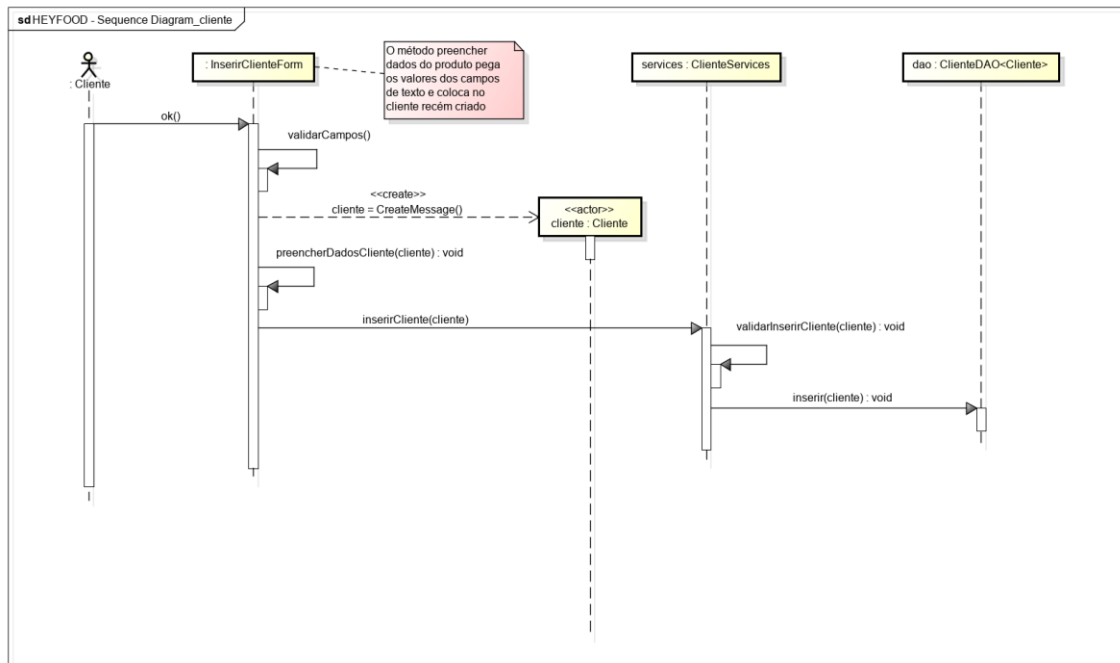 sd HEYFOOD - Sequence Diagram_cliente
: Cliente
: InserirClienteForm
O método preencher
dados do produto pega
os valores dos campos
de texto e coloca no
cliente recém criado
services : ClienteServices
dao : ClienteDAO<Cliente>
ok()
validarCampos()
<<create>>
cliente = CreateMessage()
<<actor>>
cliente : Cliente
preencherDadosCliente(cliente) : void
inserirCliente(cliente)
validarInserirCliente(cliente) : void
inserir(cliente) : void